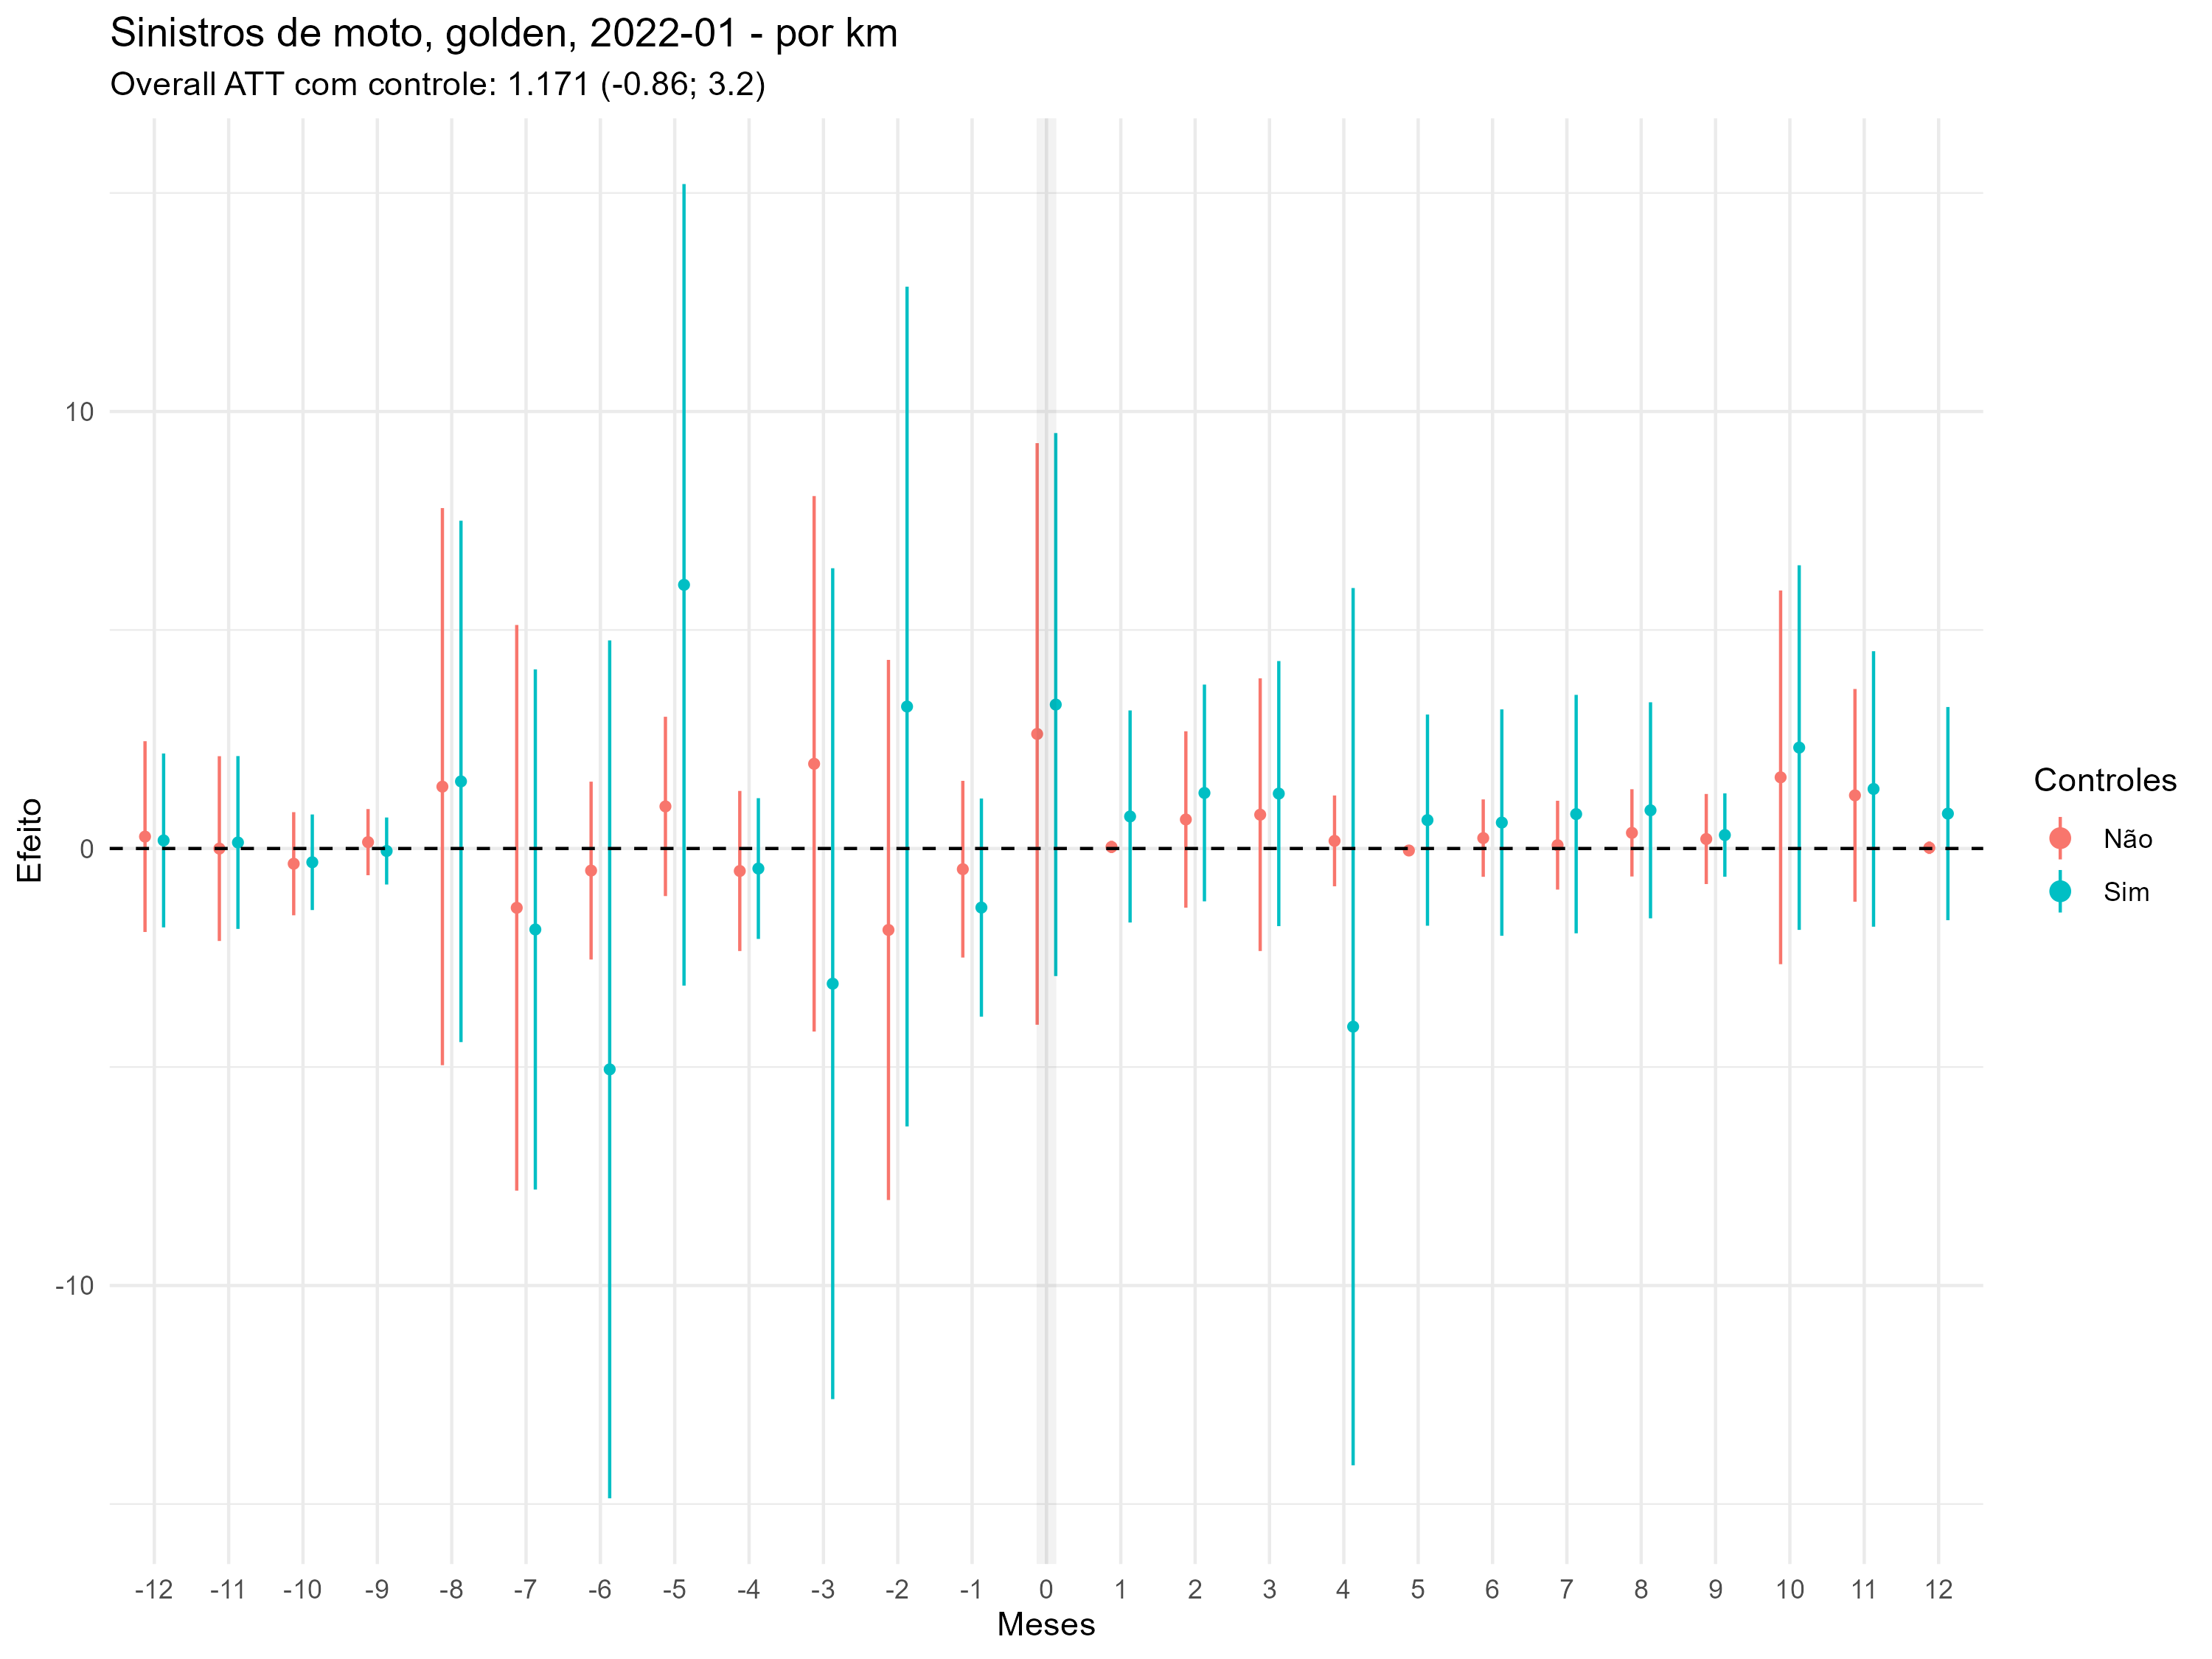 Sinistros de moto, golden, 2022-01 - por km
Overall ATT com controle: 1.171 (-0.86; 3.2)
10
0
-10
Efeito
-12 -11 -10 -9 -8 -7 -6 -5 -4 -3 -2 -1 0 1 2 3 4 5 6 7 8 9 10 11 12
Meses
Controles
Não
Sim